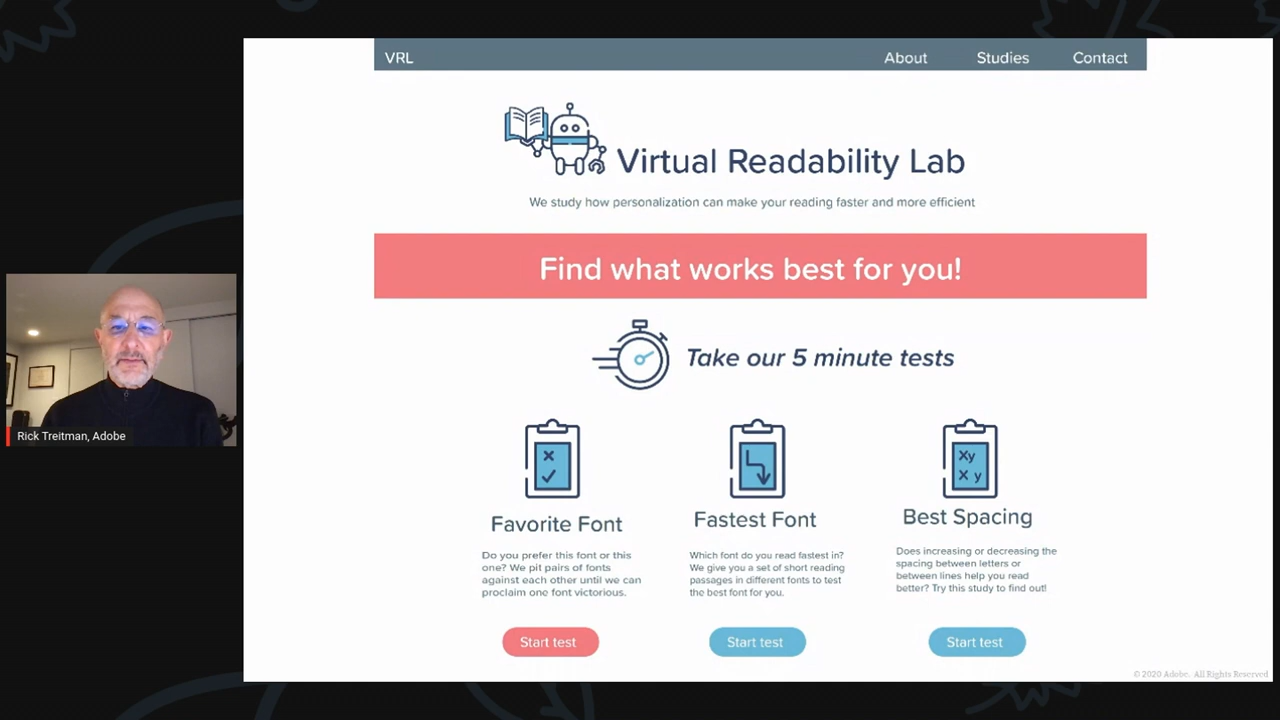 VRL
About
Studies
Contact
Virtual Readability Lab
We study how personalization can make your reading faster and more efficient
Find what works best for you!
Take our 5 minute tests
Favorite Font
Do you prefer this font or this
one? We pit pairs of fonts
against each other until we can
proclaim one font victorious.
Start test
Fastest Font
Which font do you read fastest in?
We give you a set of short reading
passages in different fonts to test
the best font for you.
Start test
Best Spacing
Does increasing or decreasing the
spacing between letters or
between lines help you read
better? Try this study to find out!
Xy
X y
Start test
© 2020 Adobe. All Rights Reserved
Rick Treitman, Adobe